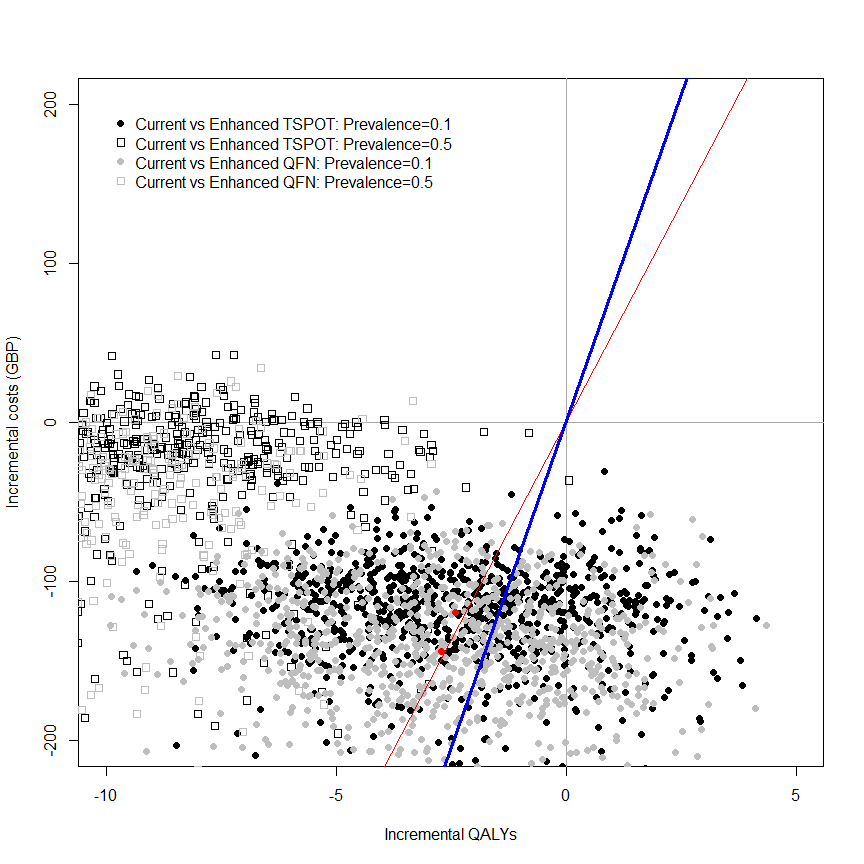 200
Current vs Enhanced TSPOT: Prevalence=0.1
Current vs Enhanced TSPOT: Prevalence=0.5
Current vs Enhanced QFN: Prevalence=0.1
Current vs Enhanced QFN: Prevalence=0.5
100
0
-100
-200
Incremental costs (GBP)
-10 -5 0 5
Incremental QALYs